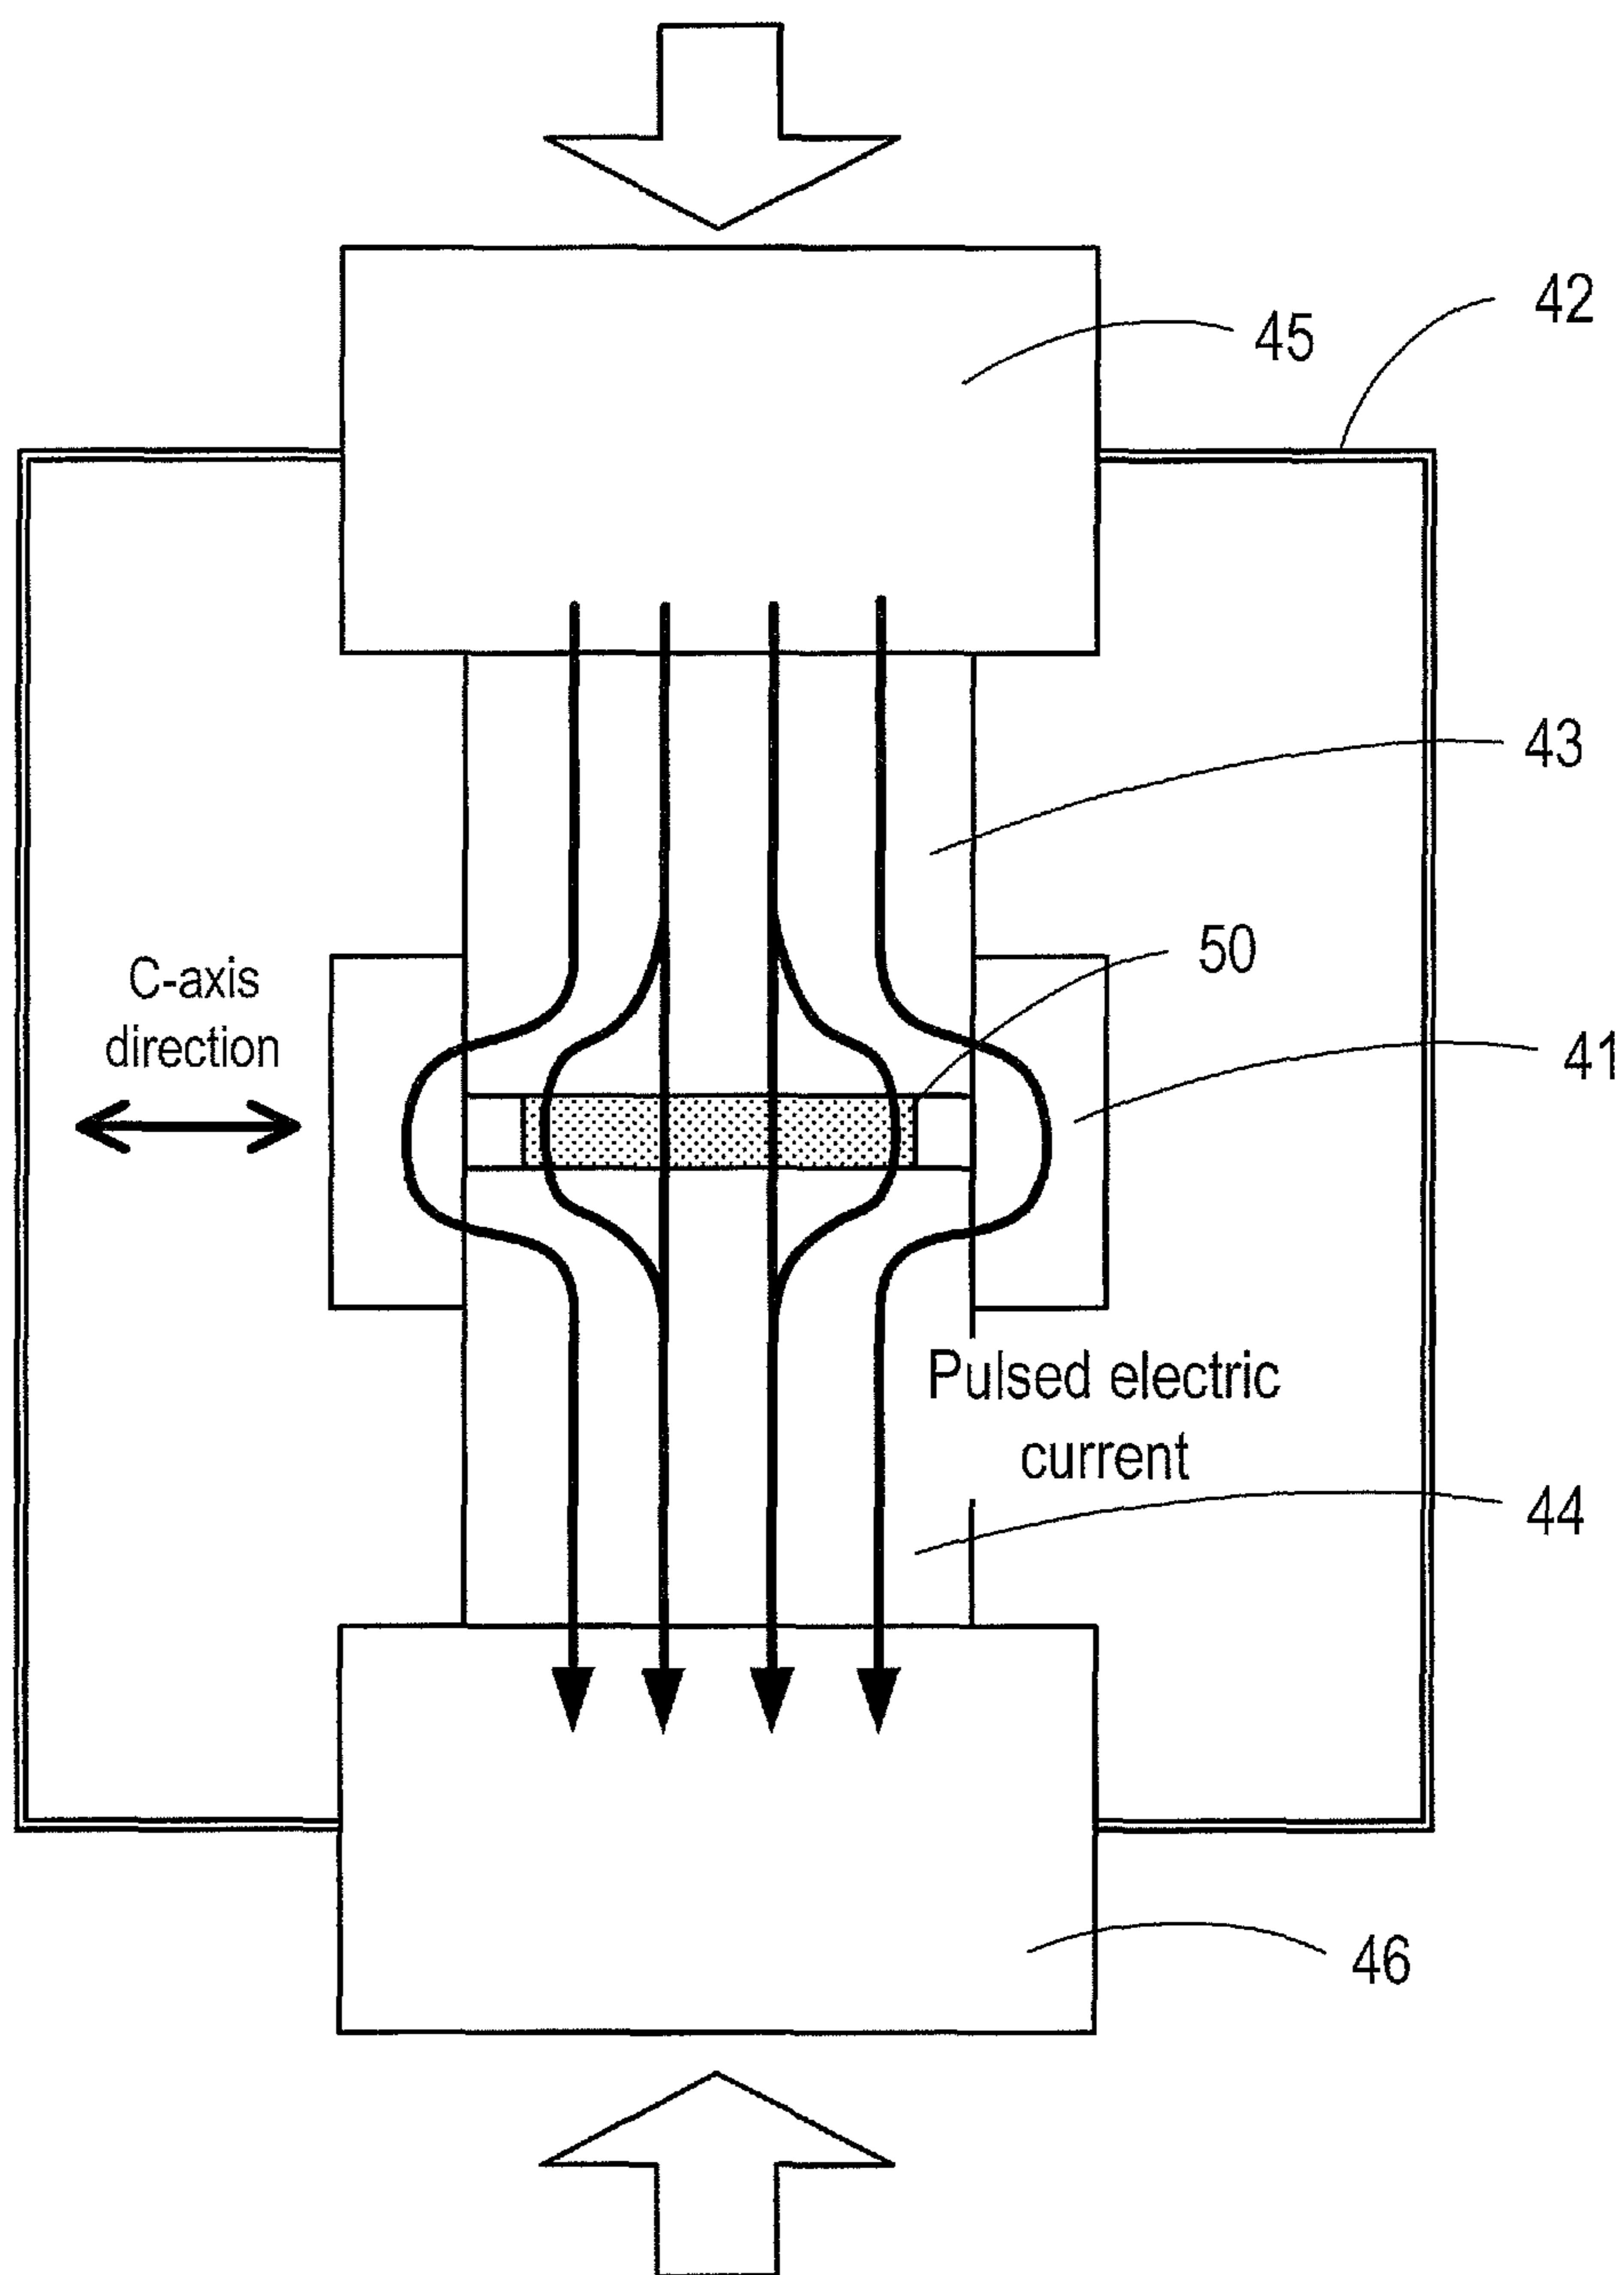 42
45
43
50
C-axis
direction
41
Pulsed electric
current
44
46